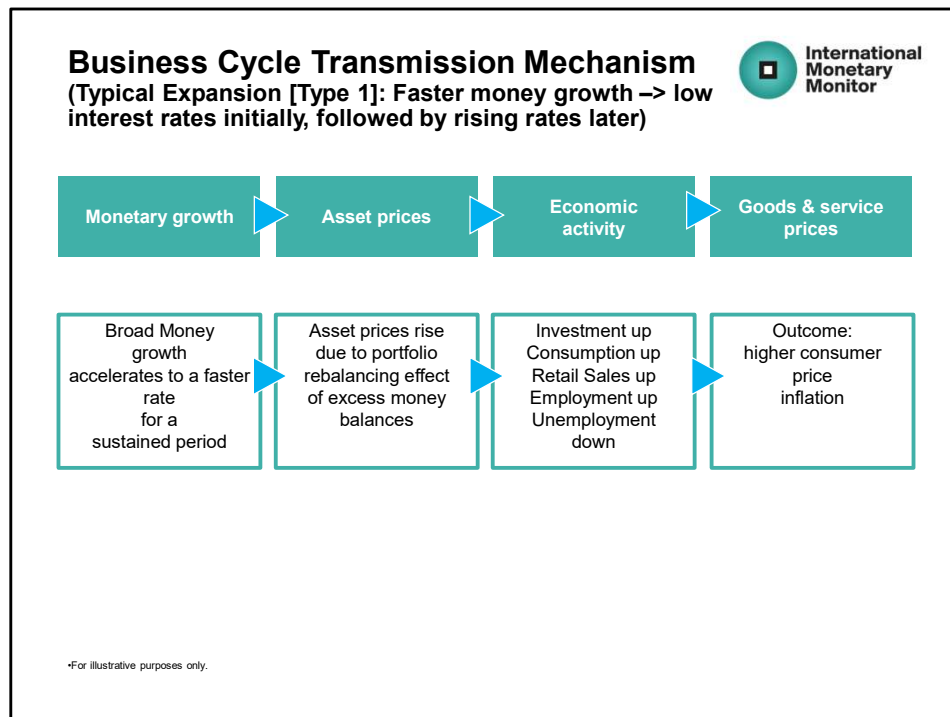 Business Cycle Transmission Mechanism
(Typical Expansion [Type 1]: Faster money growth –> low
interest rates initially, followed by rising rates later)
International
Monetary
Monitor
Monetary growth
Asset prices
Economic
activity
Goods & service
prices
Broad Money
growth
accelerates to a faster
rate
for a
sustained period
Asset prices rise
due to portfolio
rebalancing effect
of excess money
balances
Investment up
Consumption up
Retail Sales up
Employment up
Unemployment
down
Outcome:
higher consumer
price
inflation
•For illustrative purposes only.